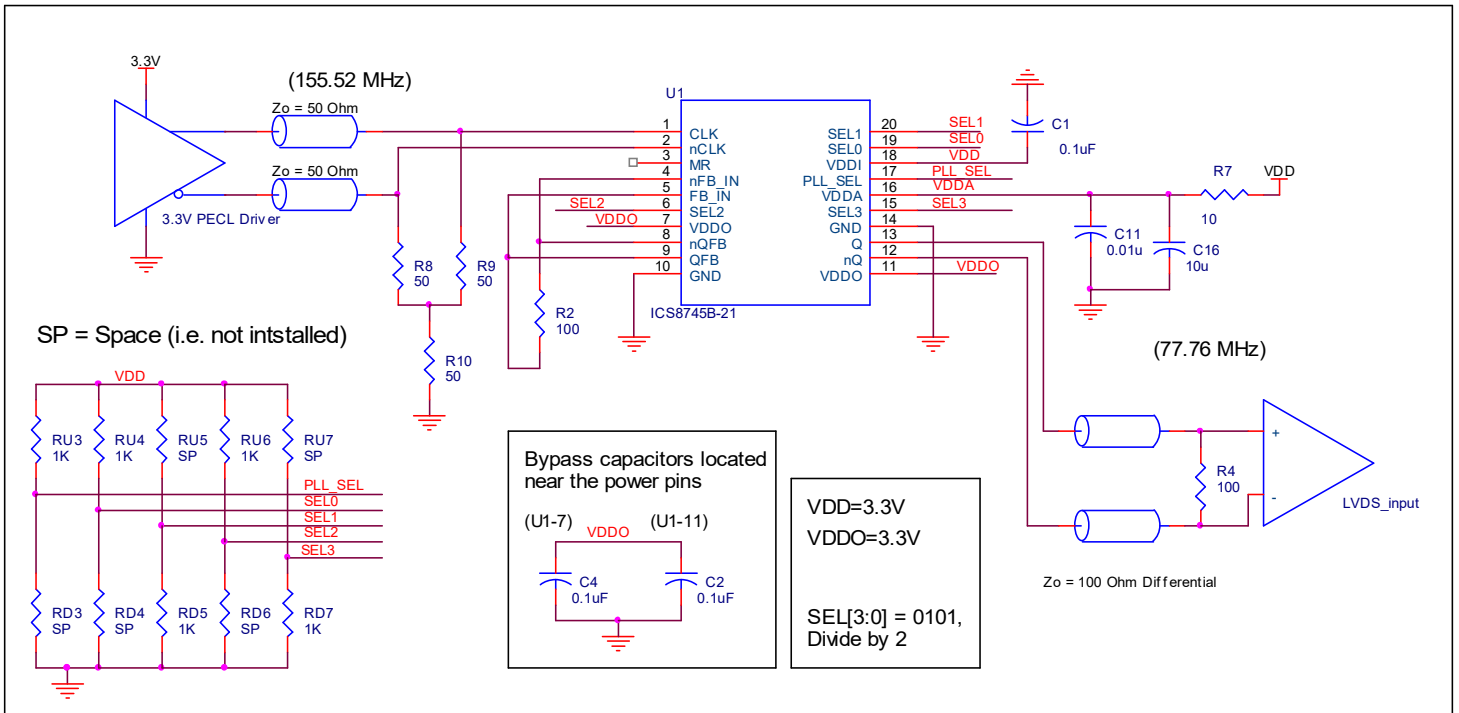 3.3V
(155.52 MHz)
Zo = 50 Ohm
Zo = 50 Ohm
3.3V PECL Driver
R8
50
R9
50
R10
50
U1
1
2
3
4
5
6
7
8
9
10
CLK
nCLK
MR
nFB_IN
FB_IN
SEL2
VDDO
nQFB
QFB
GND
SEL2
VDDO
R2
100
ICS8745B-21
SEL1
SEL0
VDDI
PLL_SEL
VDDA
SEL3
GND
Q
nQ
VDDO
20
19
18
17
16
15
14
13
12
11
SEL1
SEL0
VDD
PLL_SEL
VDDA
SEL3
VDDO
C1
0.1uF
R7
10
VDD
C11
0.01u
C16
10u
(77.76 MHz)
R4
100
+
-
LVDS_input
Zo = 100 Ohm Differential
SP = Space (i.e. not intstalled)
VDD
RU3
1K
RU4
1K
RU5
SP
RU6
1K
RU7
SP
PLL_SEL
SEL0
SEL1
SEL2
SEL3
RD3
SP
RD4
SP
RD5
1K
RD6
SP
RD7
1K
Bypass capacitors located
near the power pins
(U1-7)
(U1-11)
VDDO
C4
0.1uF
C2
0.1uF
VDD=3.3V
VDDO=3.3V
SEL[3:0] = 0101,
Divide by 2